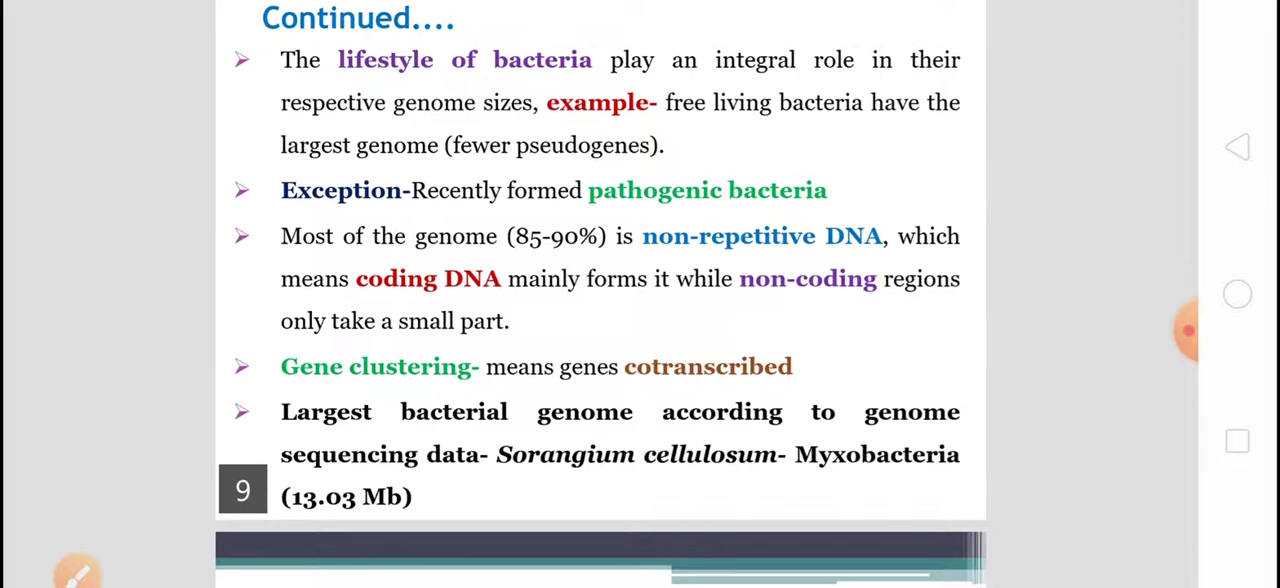 Continued....
➤ The lifestyle of bacteria play an integral role in their
respective genome sizes, example- free living bacteria have the
largest genome (fewer pseudogenes).
➤ Exception-Recently formed pathogenic bacteria
➤ Most of the genome (85-90%) is non-repetitive DNA, which
means coding DNA mainly forms it while non-coding regions
only take a small part.
➤ Gene clustering- means genes cotranscribed
➤ Largest bacterial genome according to genome
sequencing data- Sorangium cellulosum- Myxobacteria
(13.03 Mb)
9